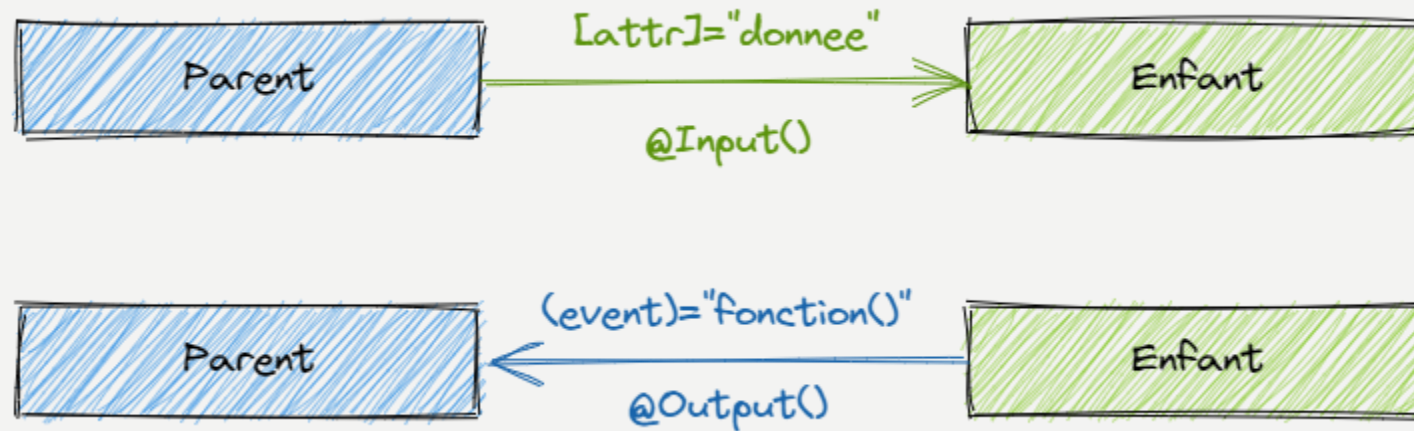 [attr]="donnee"
Parent
Enfant
@Input()
(event)="fonction()"
Parent
Enfant
@Output()